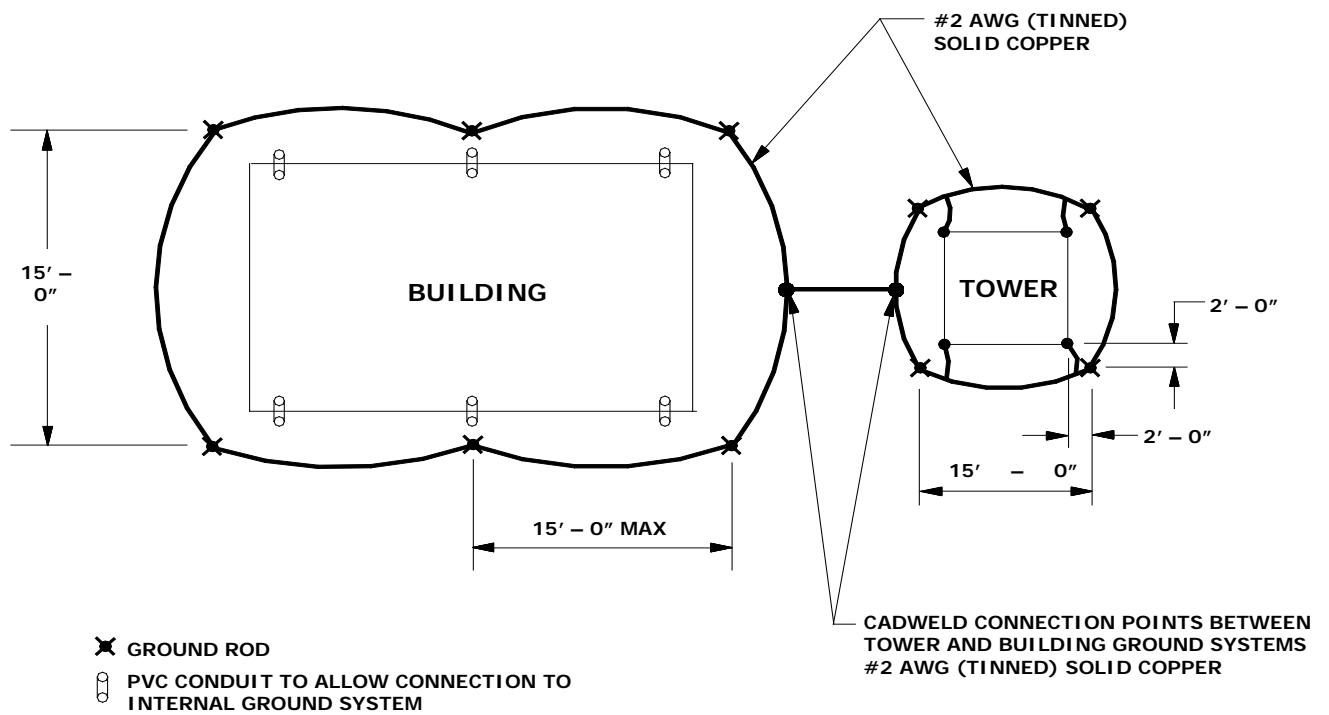 #2 AWG (TINNED)
SOLID COPPER
15' –
0"
BUILDING
TOWER
2' – 0"
2' – 0"
15' – 0"
15' – 0" MAX
GROUND ROD
PVC CONDUIT TO ALLOW CONNECTION TO
INTERNAL GROUND SYSTEM
CADWELD CONNECTION POINTS BETWEEN
TOWER AND BUILDING GROUND SYSTEMS
#2 AWG (TINNED) SOLID COPPER